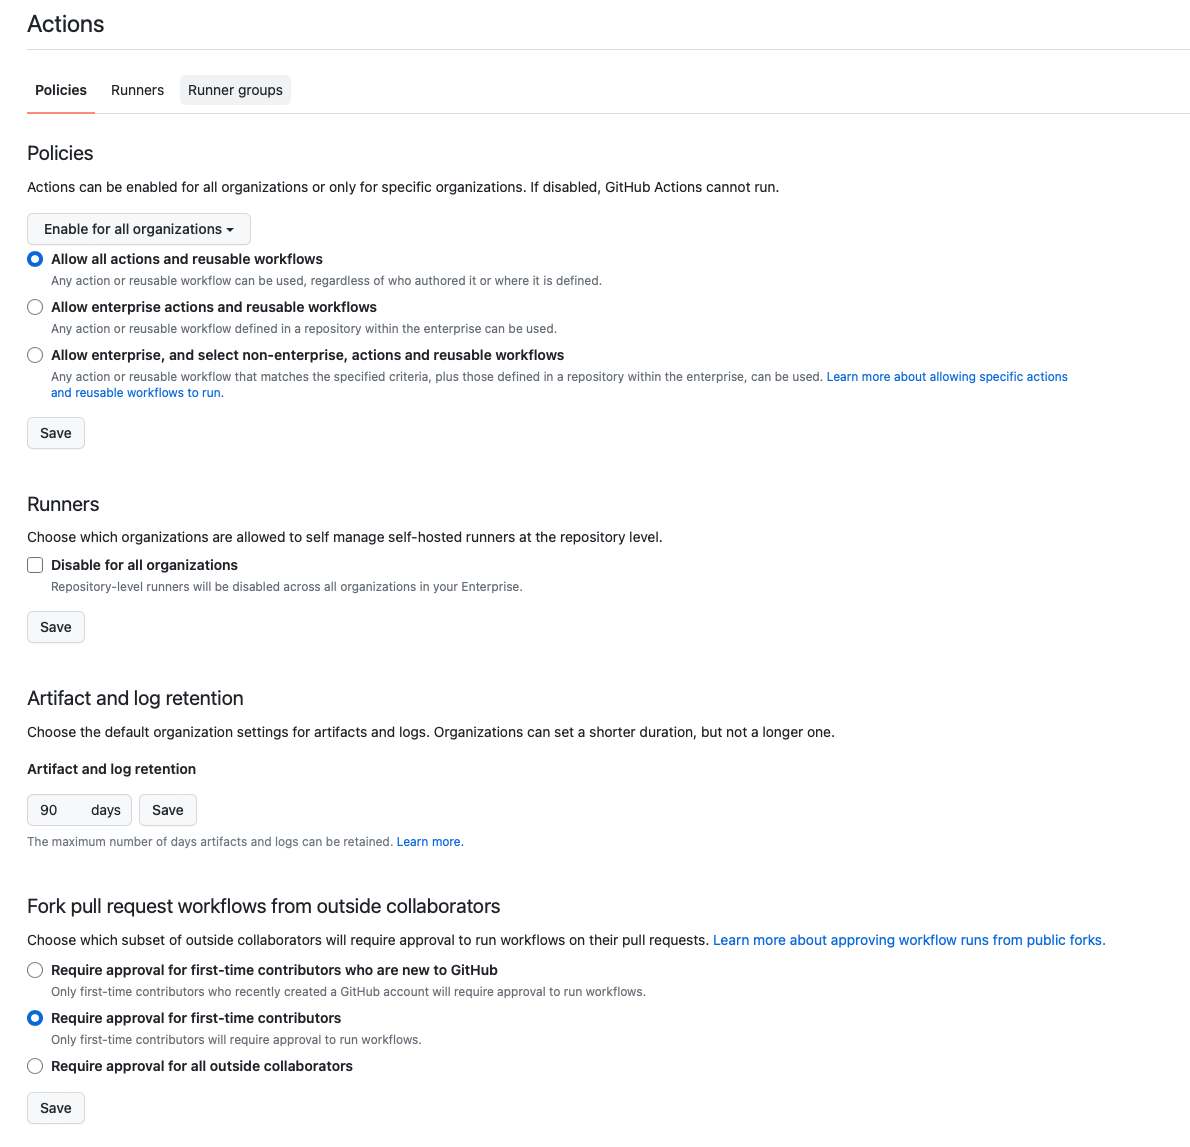 Actions
Policies Runners Runner groups
Policies
Actions can be enabled for all organizations or only for specific organizations. If disabled, GitHub Actions cannot run.
Enable for all organizations
Allow all actions and reusable workflows
Any action or reusable workflow can be used, regardless of who authored it or where it is defined.
Allow enterprise actions and reusable workflows
Any action or reusable workflow defined in a repository within the enterprise can be used.
Allow enterprise, and select non-enterprise, actions and reusable workflows
Any action or reusable workflow that matches the specified criteria, plus those defined in a repository within the enterprise, can be used. Learn more about allowing specific actions
and reusable workflows to run.
Save
Runners
Choose which organizations are allowed to self manage self-hosted runners at the repository level.
Disable for all organizations
Repository-level runners will be disabled across all organizations in your Enterprise.
Save
Artifact and log retention
Choose the default organization settings for artifacts and logs. Organizations can set a shorter duration, but not a longer one.
Artifact and log retention
90 days Save
The maximum number of days artifacts and logs can be retained. Learn more.
Fork pull request workflows from outside collaborators
Choose which subset of outside collaborators will require approval to run workflows on their pull requests. Learn more about approving workflow runs from public forks.
Require approval for first-time contributors who are new to GitHub
Only first-time contributors who recently created a GitHub account will require approval to run workflows.
Require approval for first-time contributors
Only first-time contributors will require approval to run workflows.
Require approval for all outside collaborators
Save